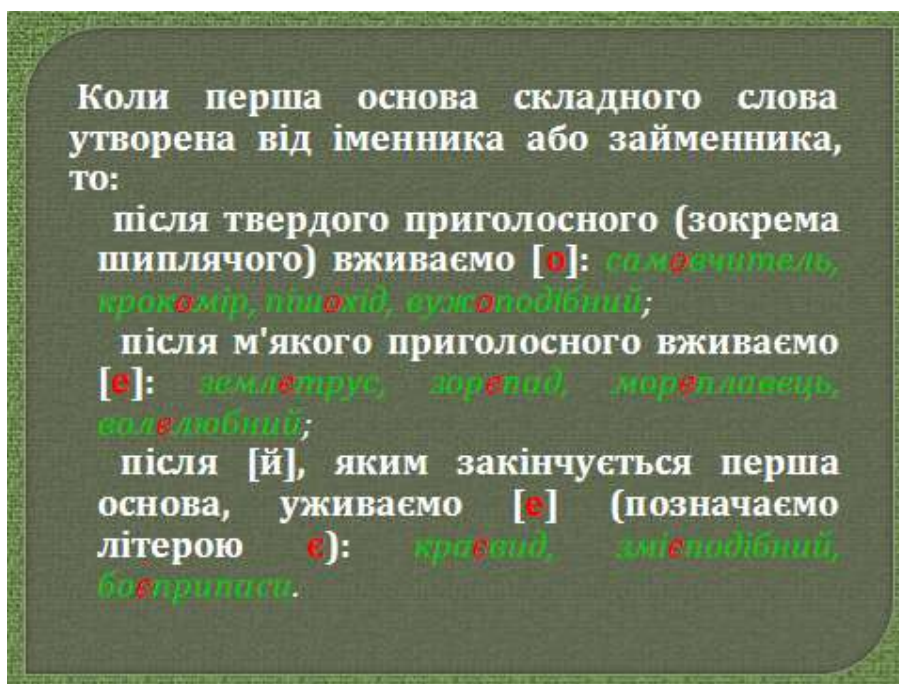 Коли перша основа складного слова
утворена від іменника або займенника,
то:
після твердого приголосного (зокрема
шиплячого) вживаємо [о]: самовчитель,
крокомір, пішохід, вужоподібний;
після м'якого приголосного вживаємо
[е]: землетрус, зорепад, мореплавець,
волелюбний;
після [й], яким закінчується перша
основа, уживаємо [е] (позначаємо
літерою є): краєвид, змієподібний,
боєприпаси.